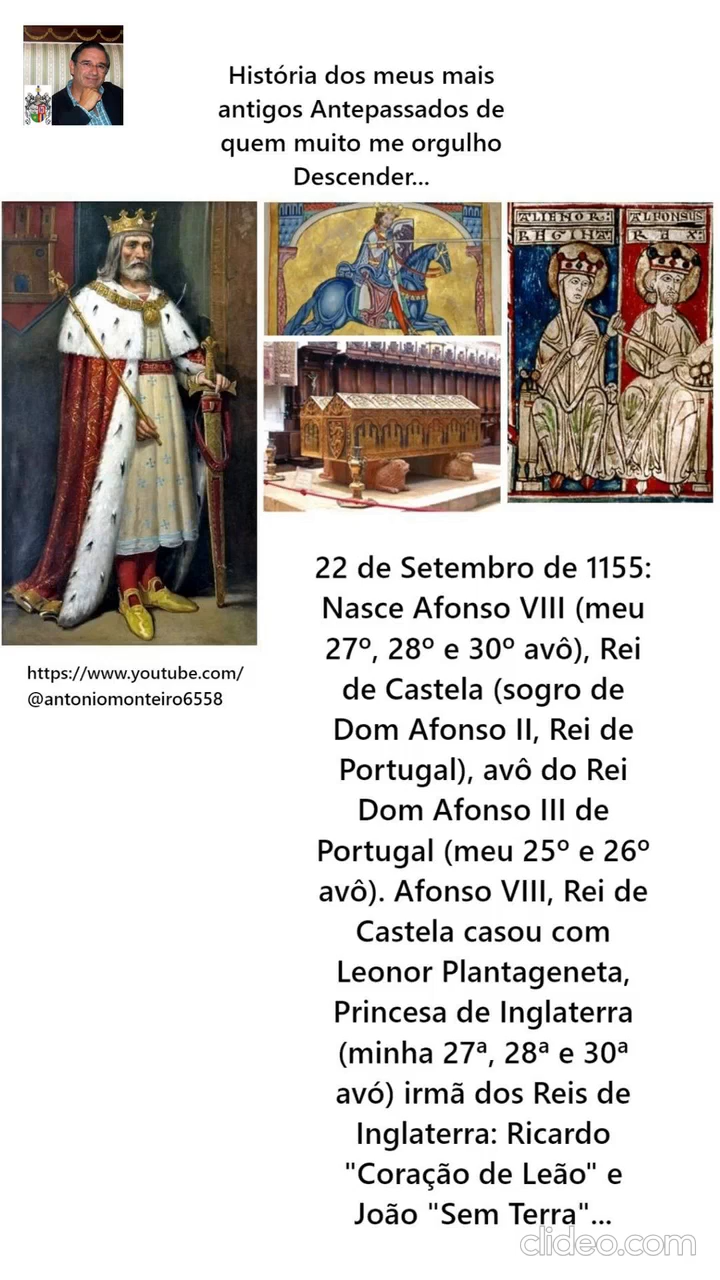 História dos meus mais
antigos Antepassados de
quem muito me orgulho
Descender...
ALIENOR:
REGINA
ALFONSUS
REX:
https://www.youtube.com/
@antoniomonteiro6558
22 de Setembro de 1155:
Nasce Afonso VIII (meu
27º, 28º e 30º avô), Rei
de Castela (sogro de
Dom Afonso II, Rei de
Portugal), avô do Rei
Dom Afonso III de
Portugal (meu 25º e 26º
avô). Afonso VIII, Rei de
Castela casou com
Leonor Plantageneta,
Princesa de Inglaterra
(minha 27ª, 28ª e 30ª
avó) irmã dos Reis de
Inglaterra: Ricardo
"Coração de Leão" e
João "Sem Terra"...
clideo.com